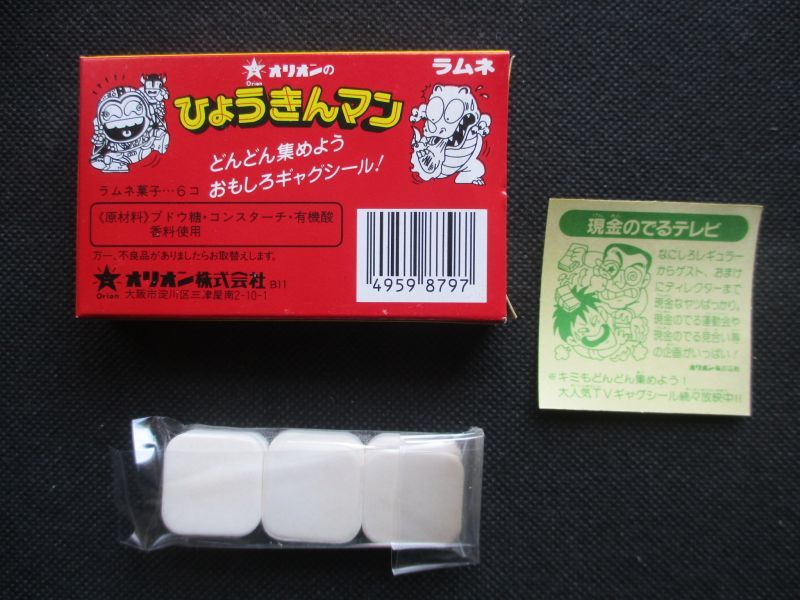 オリオンの
Orion
ラムネ
ひょうきんマン
どんどん集めよう
おもしろギャグシール！
ラムネ菓子…6コ
《原材料》ブドウ糖・コンスターチ・有機酸
香料使用
万一、不良品がありましたらお取替えします。
Orion
オリオン株式会社 B11
大阪市淀川区三津屋南2-10-1
4959 8797
現金のでるテレビ
なにしろレギュラー
からゲスト、おまけ
にディレクターまで
現金なヤツばっかり。
現金のでる運動会や
現金のでる見合い等
の企画がいっぱい！
オリオン株式会社
※キミもどんどん集めよう！
大人気TVギャグシール続々放映中!!